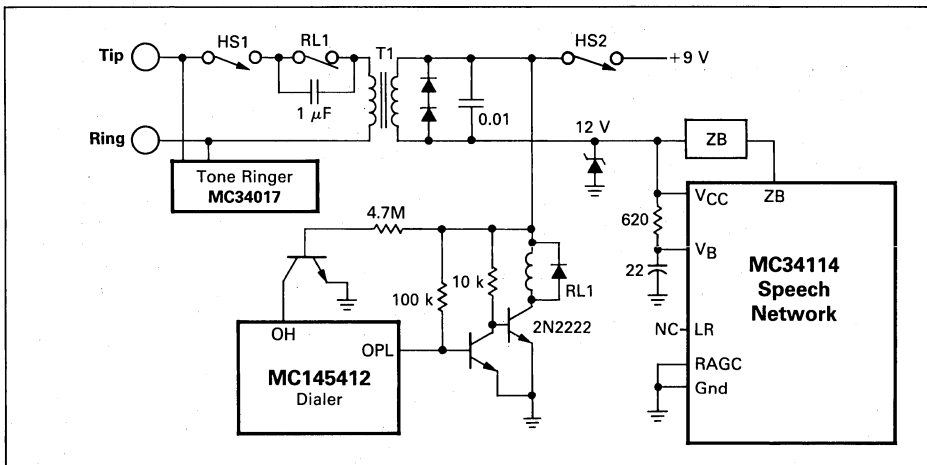 Tip
HS1
RL1
1 µF
T1
HS2
+9 V
0.01
Ring
12 V
ZB
Tone Ringer
MC34017
4.7M
VCC
ZB
620
VB
22
10 k
100 k
RL1
2N2222
MC34114
Speech
Network
NC
LR
OH
OPL
MC145412
Dialer
RAGC
Gnd